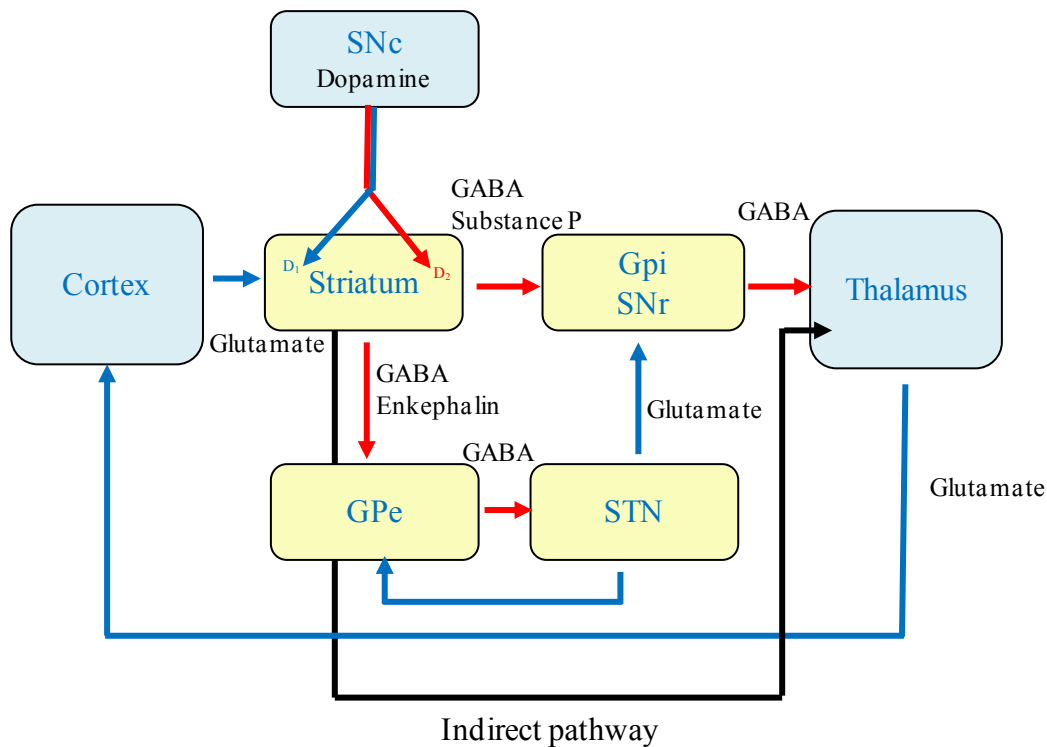 SNc
Dopamine
GABA
Substance P
GABA
Cortex
D₁
Striatum
D₂
Gpi
SNr
Thalamus
Glutamate
GABA
Enkephalin
Glutamate
GABA
GPe
STN
Glutamate
Indirect pathway